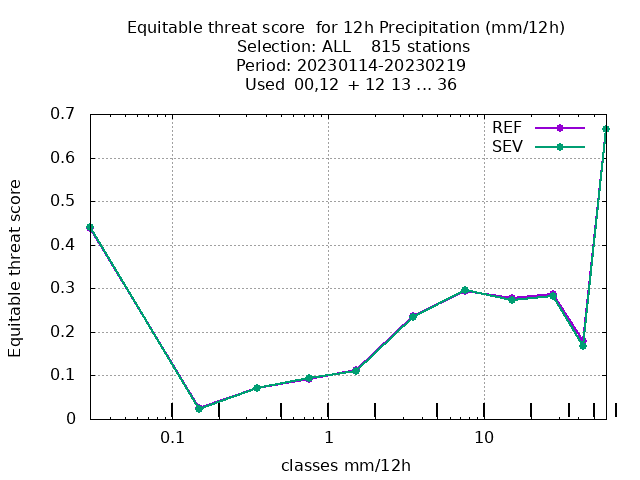 Equitable threat score  for 12h Precipitation (mm/12h)
Selection: ALL    815 stations
Period: 20230114-20230219
Used  00,12  + 12 13 ... 36
REF
SEV
0.7
0.6
0.5
0.4
0.3
0.2
0.1
0
Equitable threat score
0.1 1 10
classes mm/12h